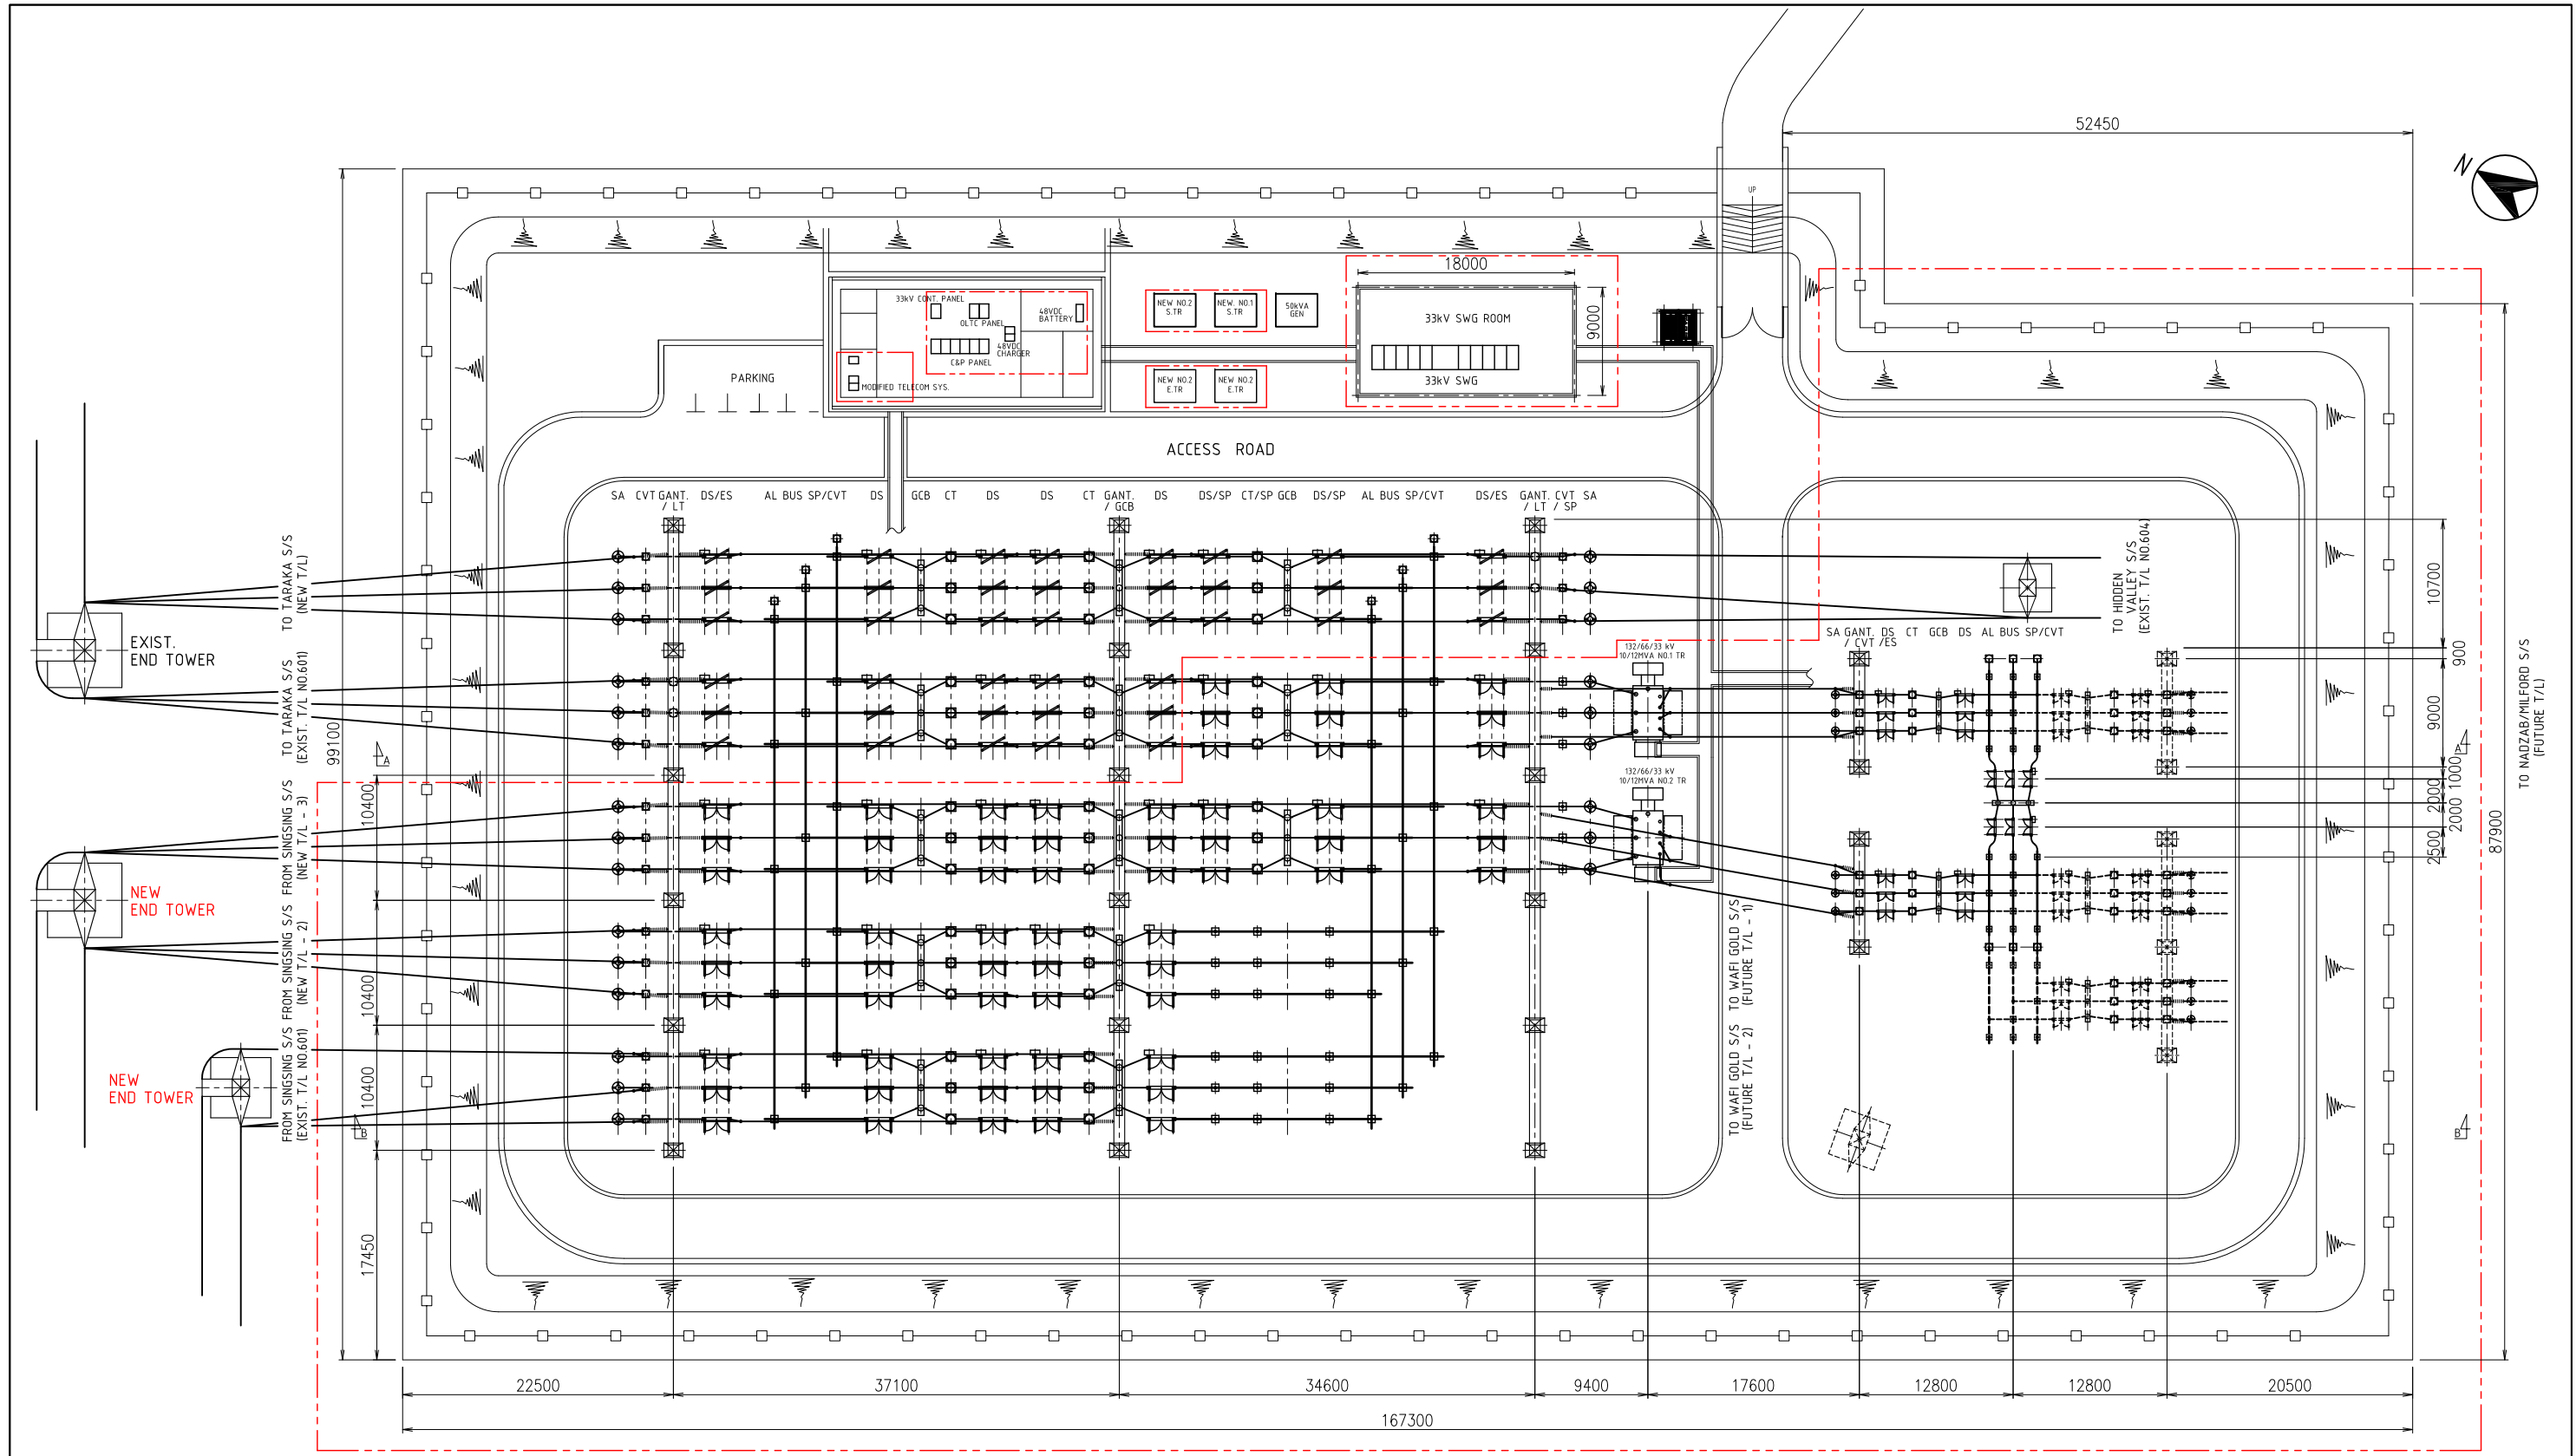 52450
N
UP
18000
9000
33kV CONT. PANEL
OLTC PANEL
48VDC
BATTERY
48VDC
CHARGER
C&P PANEL
MODIFIED TELECOM SYS.
NEW NO.2
S.TR
NEW. NO.1
S.TR
50kVA
GEN
NEW NO.2
E.TR
NEW NO.2
E.TR
33kV SWG ROOM
33kV SWG
PARKING
ACCESS ROAD
SA CVT GANT. DS/ES AL BUS SP/CVT DS GCB CT DS DS CT GANT. DS DS/SP CT/SP GCB DS/SP AL BUS SP/CVT DS/ES GANT. CVT SA
/ LT / GCB / LT / SP
TO TARAKA S/S
(NEW T/L)
EXIST.
END TOWER
TO TARAKA S/S
(EXIST. T/L NO.601)
99100
A
10400
FROM SINGSING S/S
(NEW T/L - 3)
NEW
END TOWER
FROM SINGSING S/S
(NEW T/L - 2)
10400
FROM SINGSING S/S
(EXIST. T/L NO.601)
NEW
END TOWER
10400
B
17450
132/66/33 kV
10/12MVA NO.1 TR
132/66/33 kV
10/12MVA NO.2 TR
TO WAFI GOLD S/S
(FUTURE T/L - 1)
TO WAFI GOLD S/S
(FUTURE T/L - 2)
SA GANT. DS CT GCB DS AL BUS SP/CVT
/ CVT /ES
TO HIDDEN
VALLEY S/S
(EXIST. T/L NO.604)
10700
900
9000
A
1000
2000
2000
2500
87900
TO NADZAB/MILFORD S/S
(FUTURE T/L)
B
22500 37100 34600 9400 17600 12800 12800 20500
167300